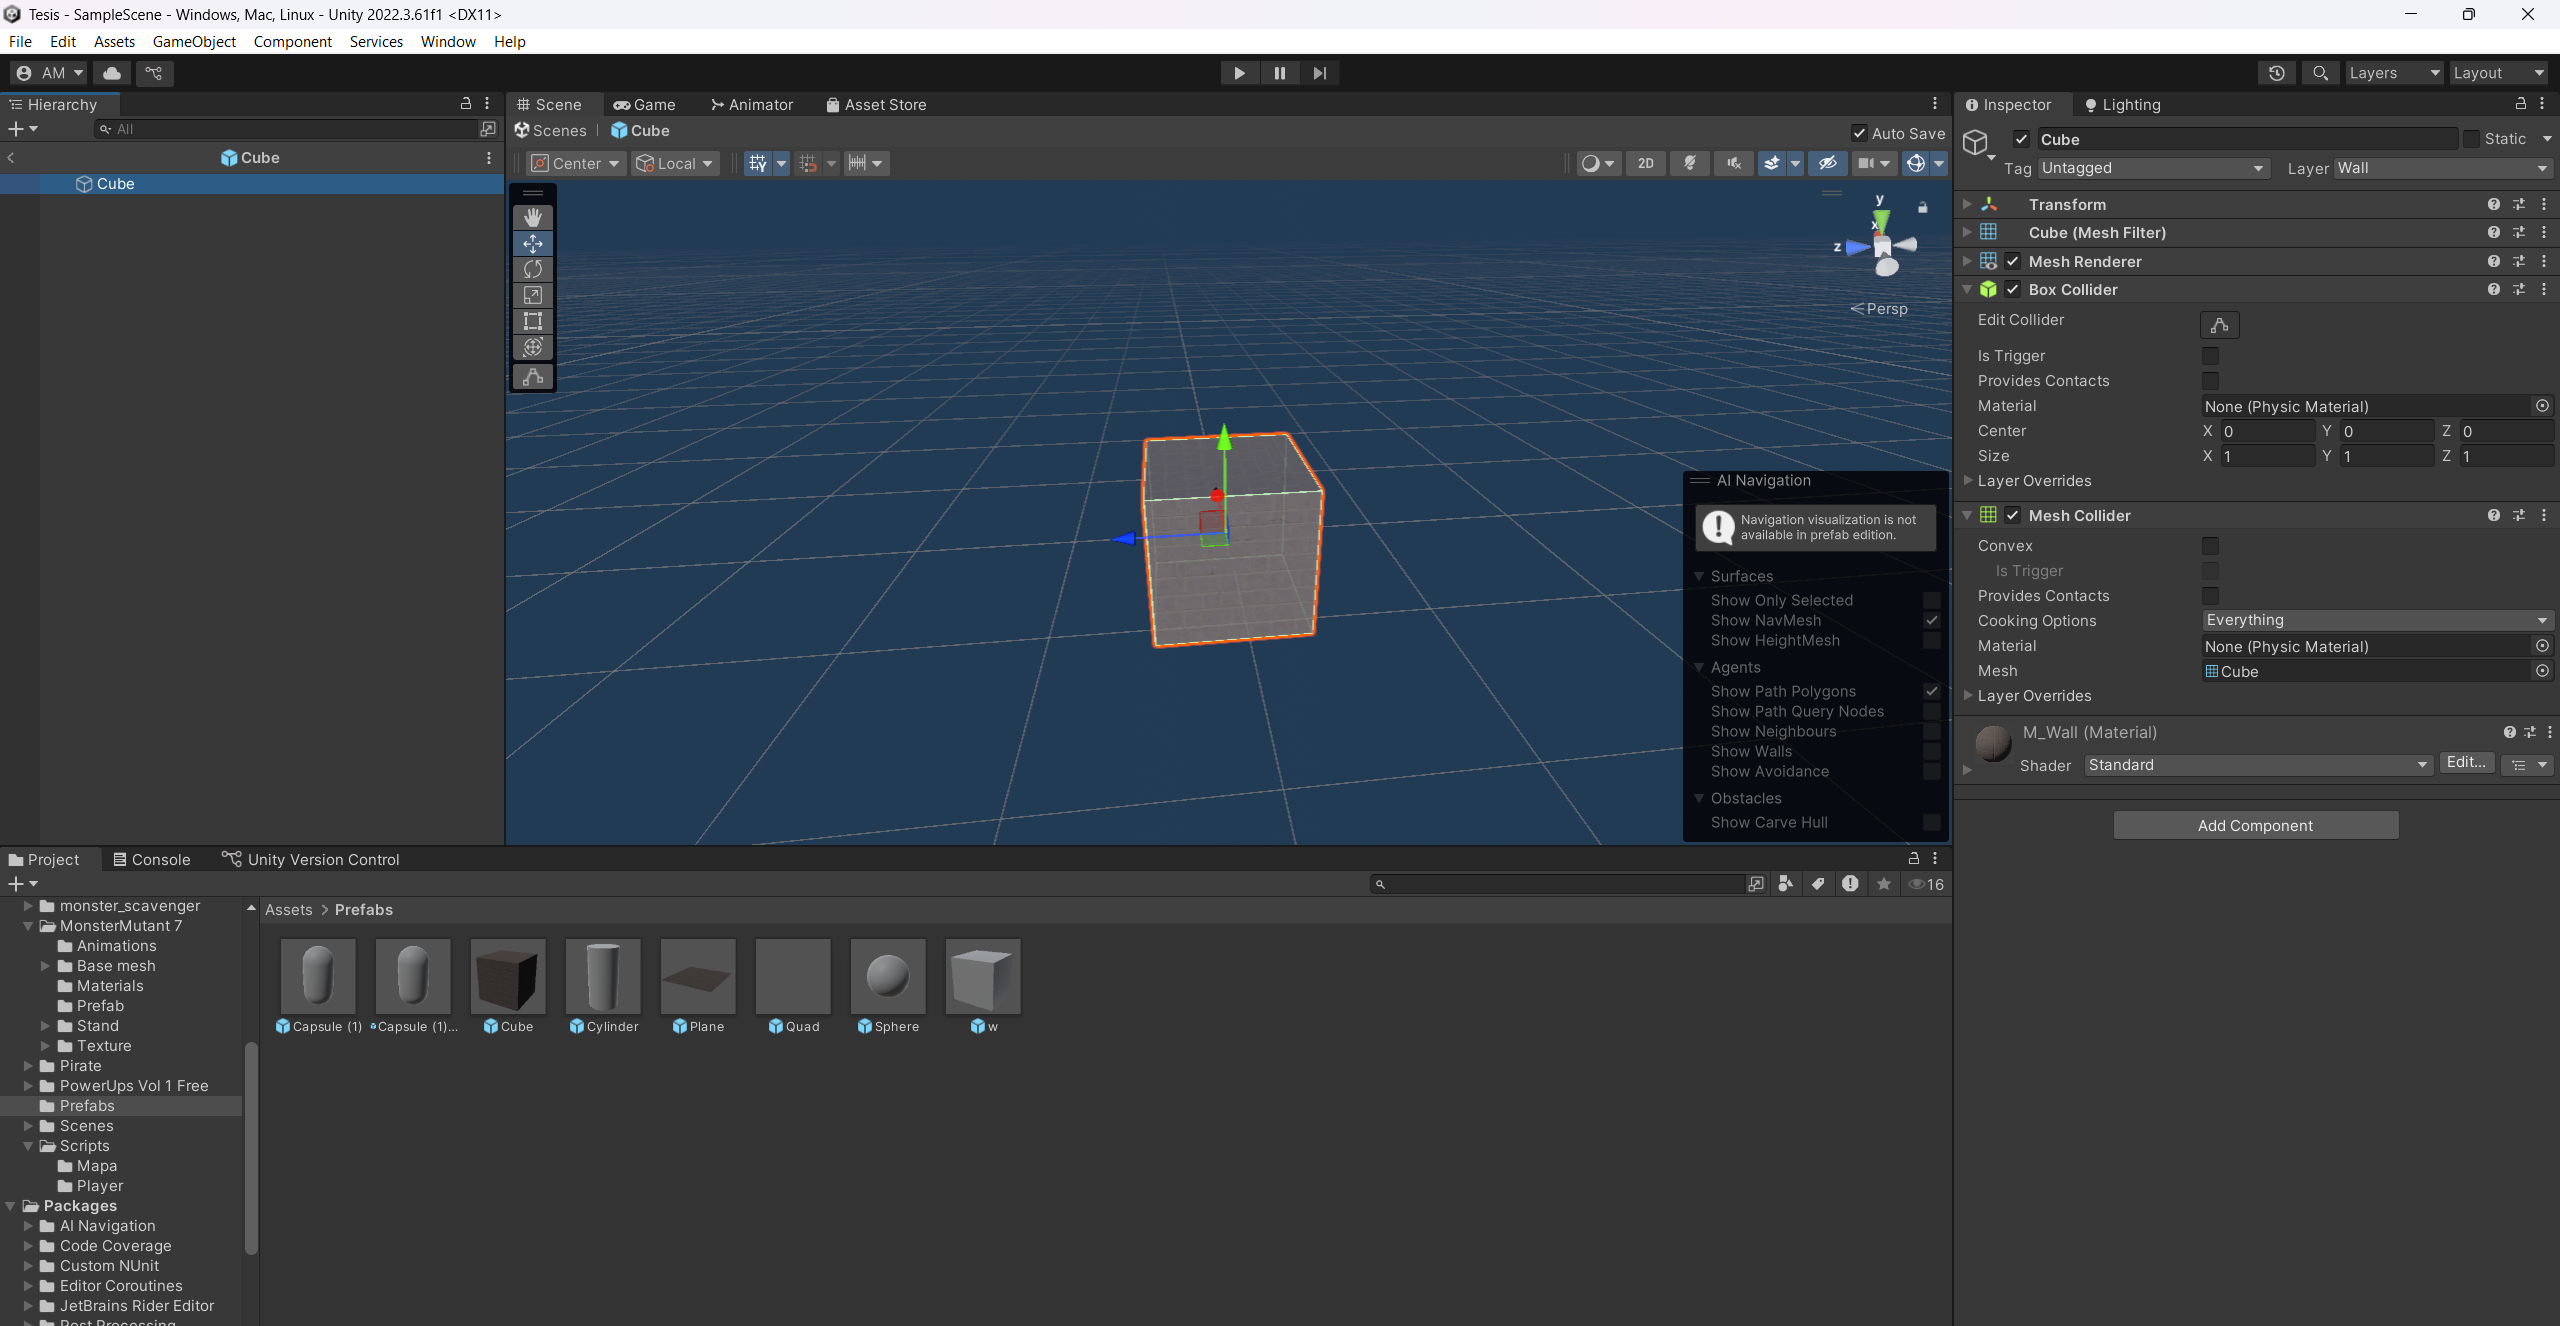 Tesis - SampleScene - Windows, Mac, Linux - Unity 2022.3.61f1 <DX11>
File Edit Assets GameObject Component Services Window Help
AM
Layers Layout
Hierarchy
All
Cube
Cube
Scene Game Animator Asset Store
Scenes | Cube
Auto Save
Center Local 2D
y
x
z
Persp
AI Navigation
Navigation visualization is not
available in prefab edition.
Surfaces
Show Only Selected
Show NavMesh
Show HeightMesh
Agents
Show Path Polygons
Show Path Query Nodes
Show Neighbours
Show Walls
Show Avoidance
Obstacles
Show Carve Hull
Inspector Lighting
Cube Static
Tag Untagged Layer Wall
Transform
Cube (Mesh Filter)
Mesh Renderer
Box Collider
Edit Collider
Is Trigger
Provides Contacts
Material None (Physic Material)
Center X 0 Y 0 Z 0
Size X 1 Y 1 Z 1
Layer Overrides
Mesh Collider
Convex
Is Trigger
Provides Contacts
Cooking Options Everything
Material None (Physic Material)
Mesh Cube
Layer Overrides
M_Wall (Material)
Shader Standard Edit...
Add Component
Project Console Unity Version Control
16
monster_scavenger
MonsterMutant 7
Animations
Base mesh
Materials
Prefab
Stand
Texture
Pirate
PowerUps Vol 1 Free
Prefabs
Scenes
Scripts
Mapa
Player
Packages
AI Navigation
Code Coverage
Custom NUnit
Editor Coroutines
JetBrains Rider Editor
Post Processing
Assets > Prefabs
Capsule (1) Capsule (1)... Cube Cylinder Plane Quad Sphere w